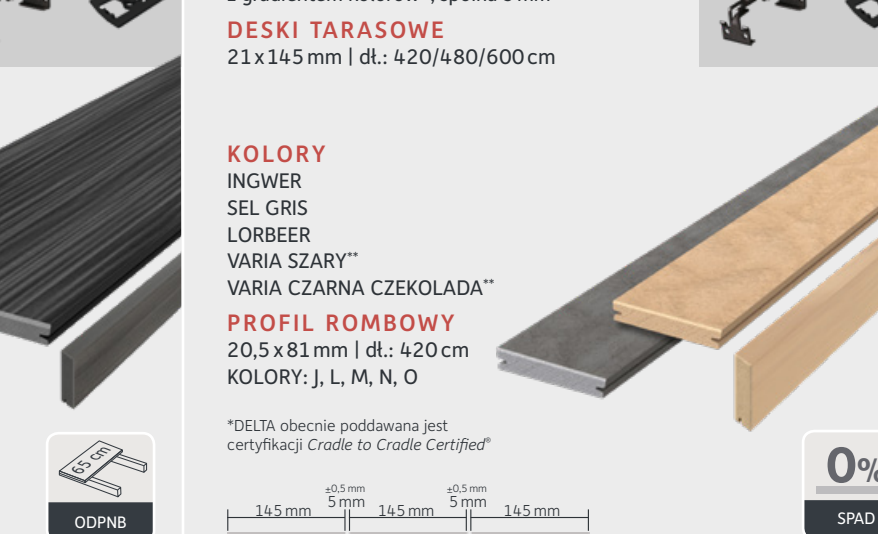 DESKI TARASOWE
21x145 mm | dł.: 420/480/600 cm
KOLORY
INGWER
SEL GRIS
LORBEER
VARIA SZARY**
VARIA CZARNA CZEKOLADA**
PROFIL ROMBOWY
20,5 x 81 mm | dł.: 420 cm
KOLORY: J, L, M, N, O
*DELTA obecnie poddawana jest
certyfikacji Cradle to Cradle Certified®
±0,5 mm ±0,5 mm
145 mm 5 mm 145 mm 5 mm 145 mm
65 cm
ODPNB
0%
SPAD